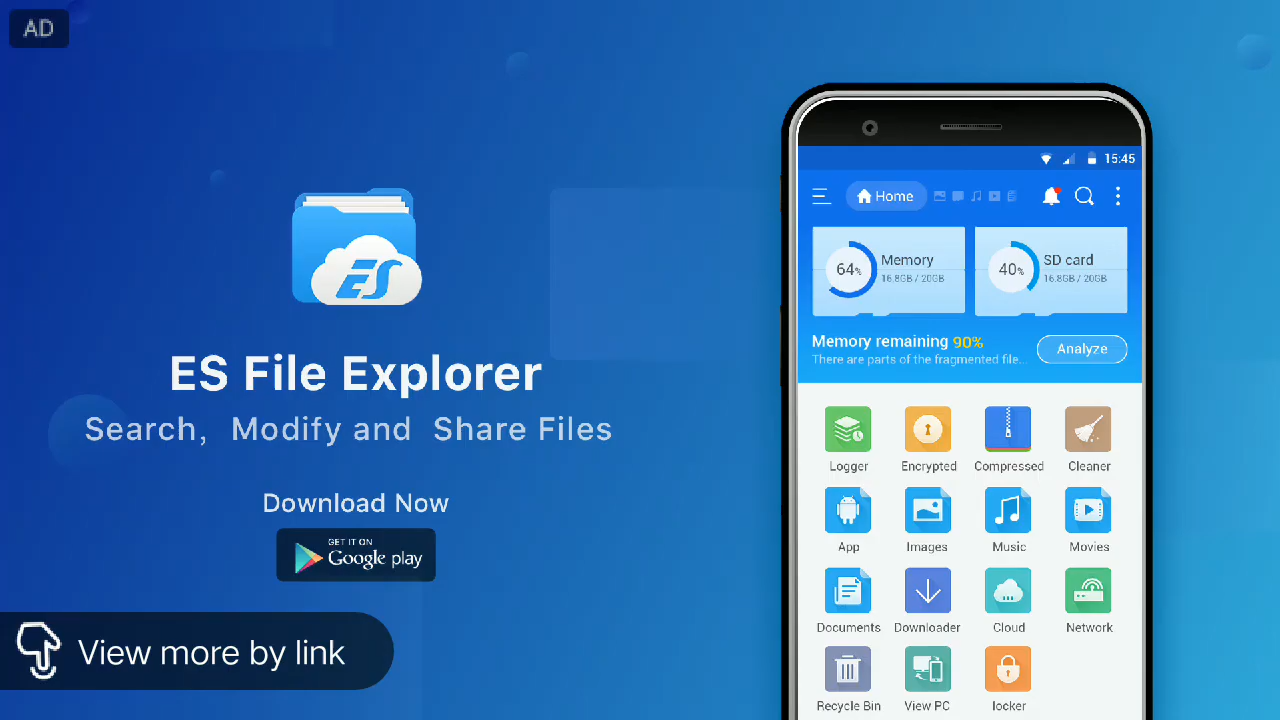 AD
ES
ES File Explorer
Search, Modify and Share Files
Download Now
GET IT ON
Google play
View more by link
15:45
Home
64%
Memory
16.8GB / 20GB
40%
SD card
16.8GB / 20GB
Memory remaining 90%
There are parts of the fragmented file...
Analyze
Logger
Encrypted
Compressed
Cleaner
App
Images
Music
Movies
Documents
Downloader
Cloud
Network
Recycle Bin
View PC
locker